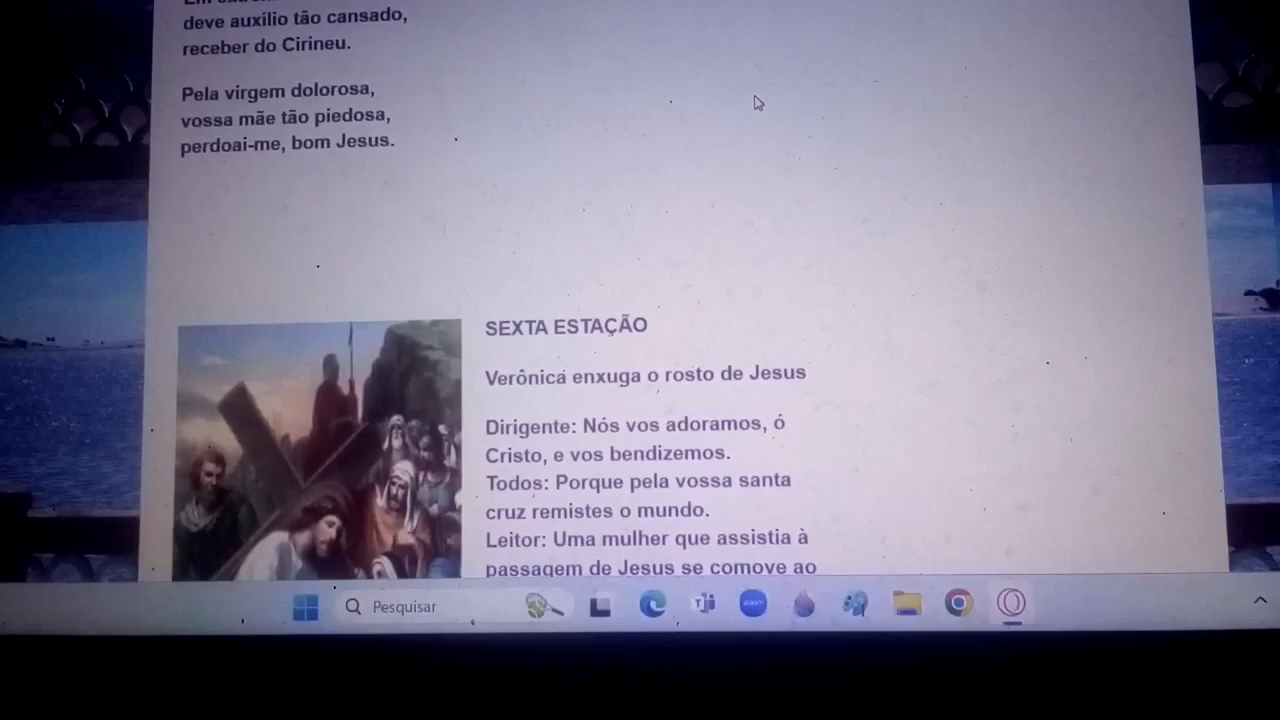 deve auxilio tão cansado,
receber do Cirineu.
Pela virgem dolorosa,
vossa mãe tão piedosa,
perdoai-me, bom Jesus.
SEXTA ESTAÇÃO
Verônica enxuga o rosto de Jesus
Dirigente: Nós vos adoramos, ó
Cristo, e vos bendizemos.
Todos: Porque pela vossa santa
cruz remistes o mundo.
Leitor: Uma mulher que assistia à
passagem de Jesus se comove ao
Pesquisar